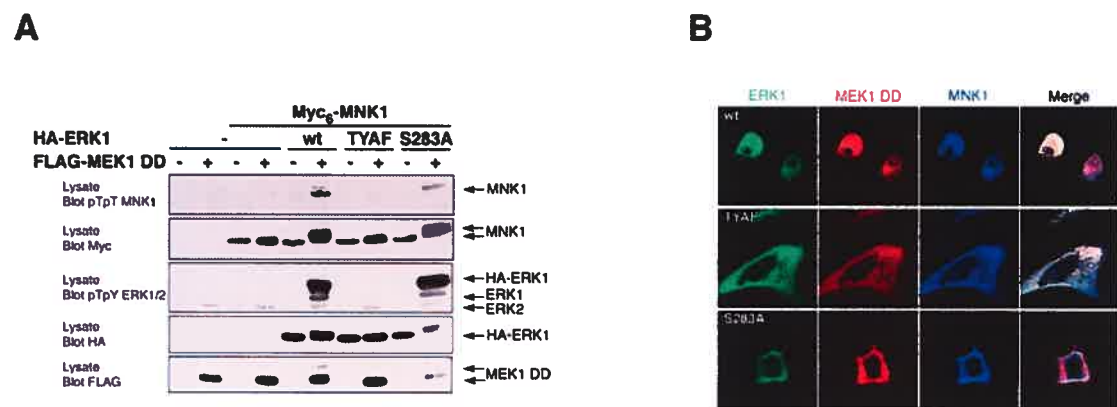 A
B
Myc6-MNK1
HA-ERK1 - wt TYAF S283A
FLAG-MEK1 DD - + - + - + - + - +
Lysate
Blot pTpT MNK1
MNK1
Lysate
Blot Myc
MNK1
Lysate
Blot pTpY ERK1/2
HA-ERK1
ERK1
ERK2
Lysate
Blot HA
HA-ERK1
Lysate
Blot FLAG
MEK1 DD
ERK1 MEK1 DD MNK1 Merge
wt
TYAF
S283A